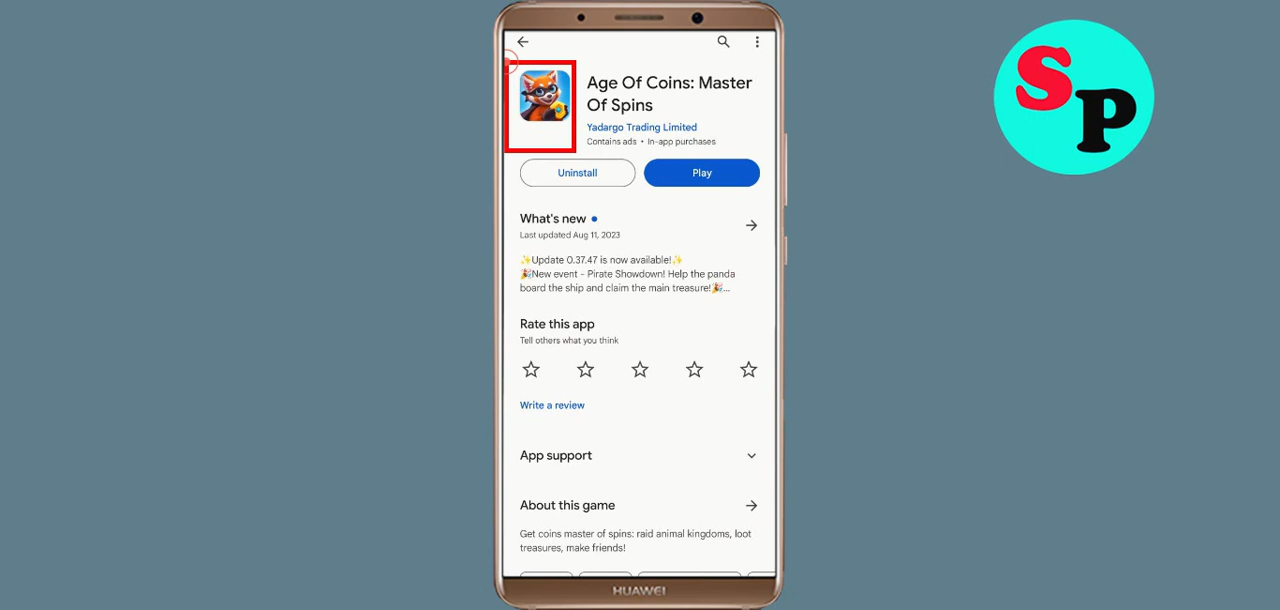 Age Of Coins: Master
Of Spins
Yadargo Trading Limited
Contains ads • In-app purchases
Uninstall
Play
What's new
Last updated Aug 11, 2023
✨Update 0.37.47 is now available!✨
🎉New event - Pirate Showdown! Help the panda
board the ship and claim the main treasure!🎉...
Rate this app
Tell others what you think
Write a review
App support
About this game
Get coins master of spins: raid animal kingdoms, loot
treasures, make friends!
HUAWEI
SP